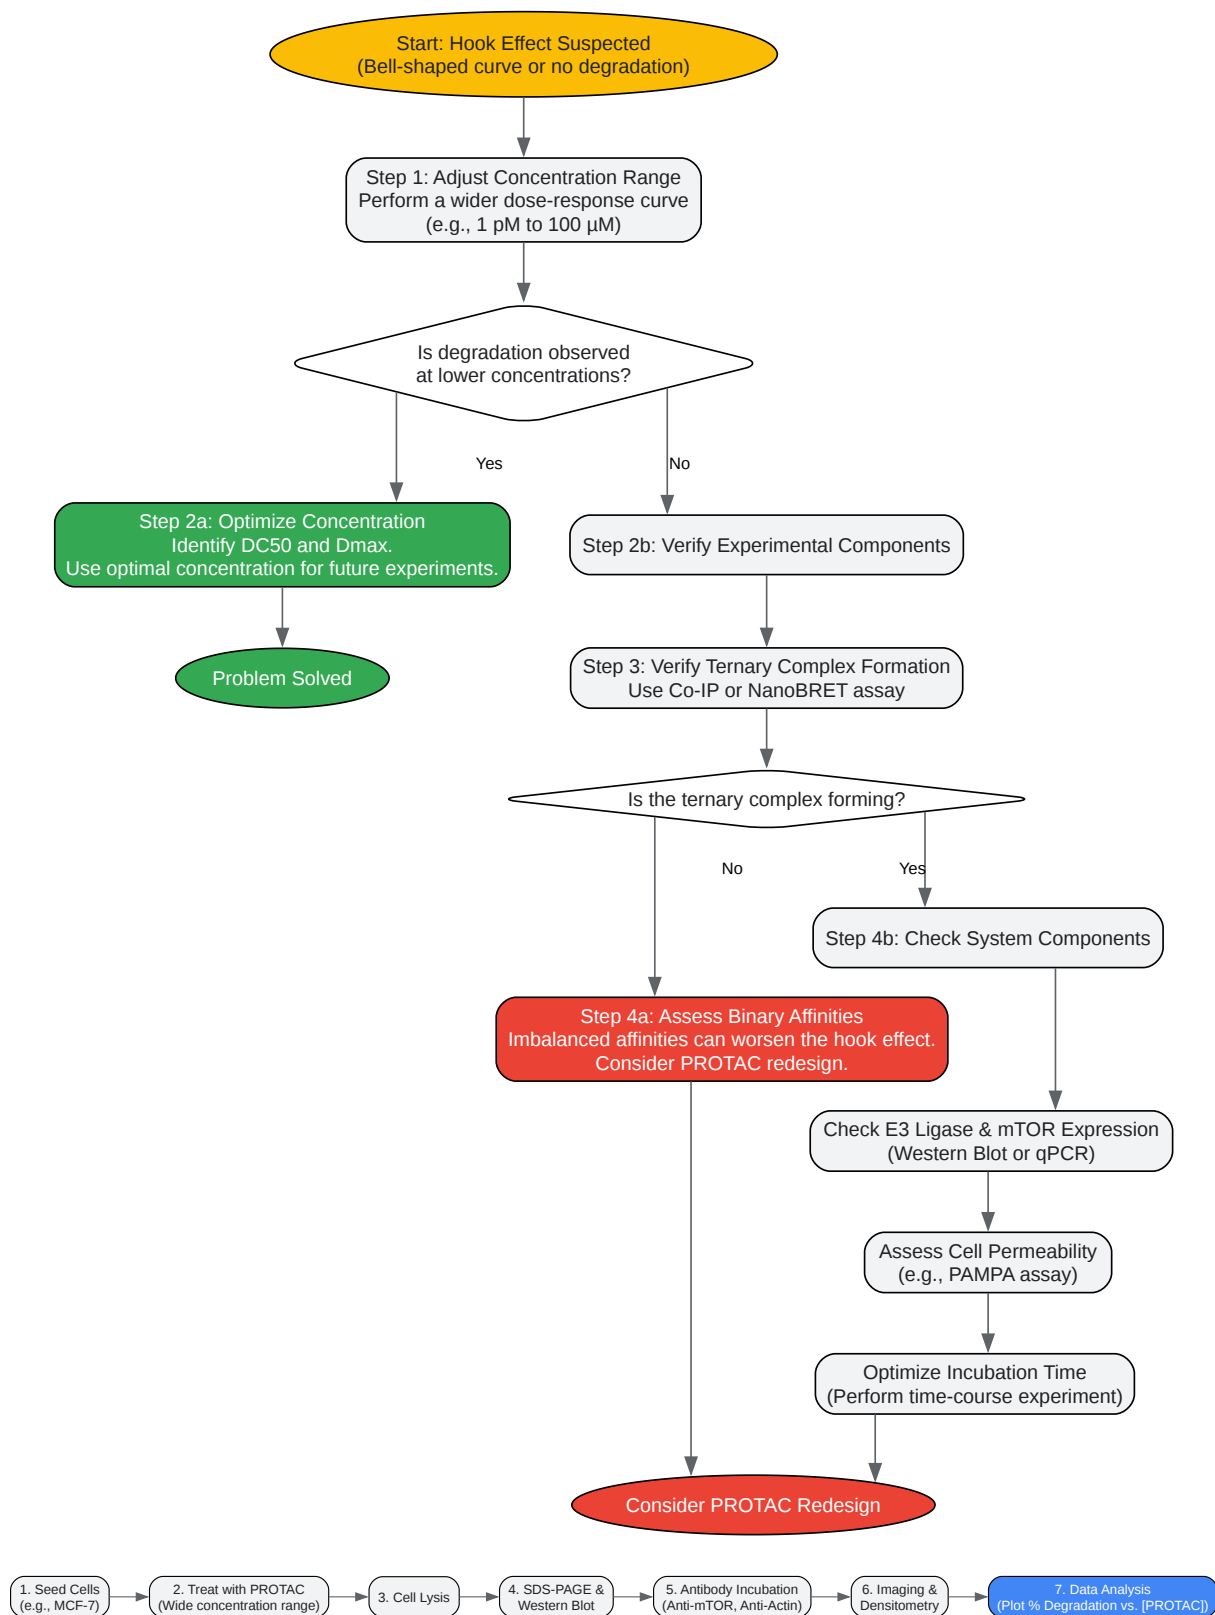 Start: Hook Effect Suspected
(Bell-shaped curve or no degradation)
Step 1: Adjust Concentration Range
Perform a wider dose-response curve
(e.g., 1 pM to 100 µM)
Is degradation observed
at lower concentrations?
Yes
No
Step 2a: Optimize Concentration
Identify DC50 and Dmax.
Use optimal concentration for future experiments.
Step 2b: Verify Experimental Components
Problem Solved
Step 3: Verify Ternary Complex Formation
Use Co-IP or NanoBRET assay
Is the ternary complex forming?
No
Yes
Step 4b: Check System Components
Step 4a: Assess Binary Affinities
Imbalanced affinities can worsen the hook effect.
Consider PROTAC redesign.
Check E3 Ligase & mTOR Expression
(Western Blot or qPCR)
Assess Cell Permeability
(e.g., PAMPA assay)
Optimize Incubation Time
(Perform time-course experiment)
Consider PROTAC Redesign
1. Seed Cells
(e.g., MCF-7)
2. Treat with PROTAC
(Wide concentration range)
3. Cell Lysis
4. SDS-PAGE &
Western Blot
5. Antibody Incubation
(Anti-mTOR, Anti-Actin)
6. Imaging &
Densitometry
7. Data Analysis
(Plot % Degradation vs. [PROTAC])